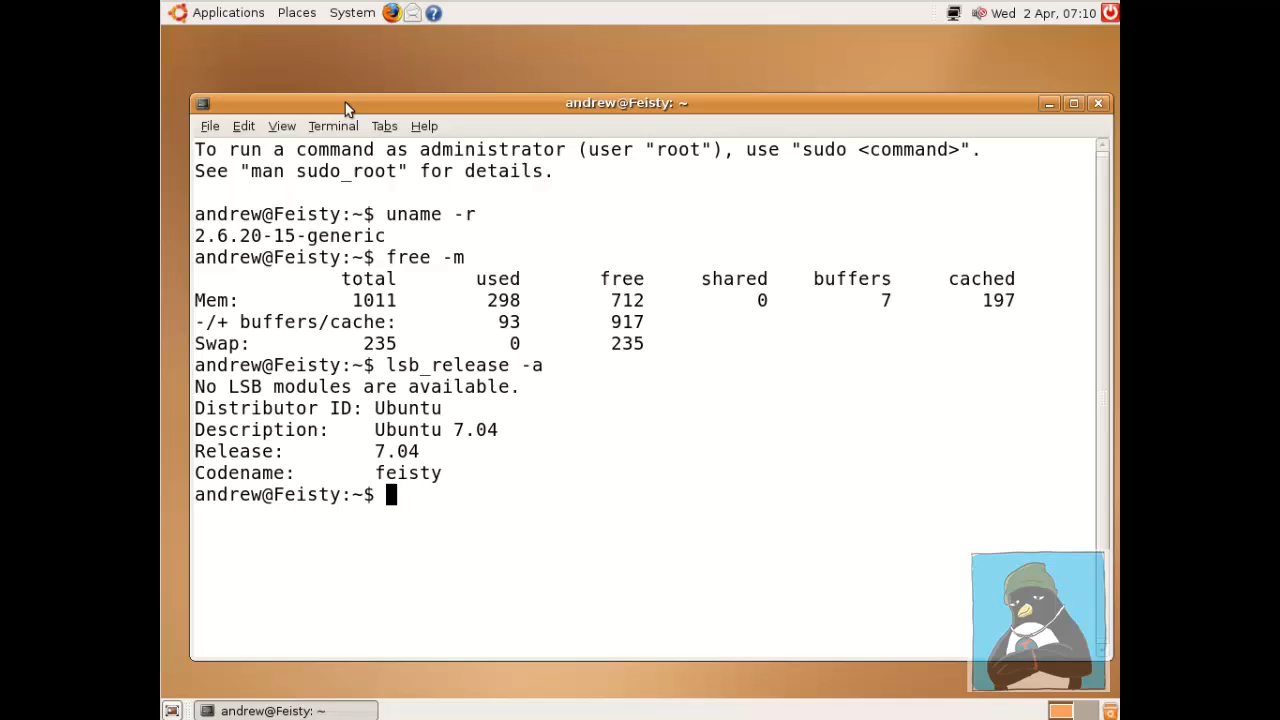 Applications Places System Wed 2 Apr, 07:10
andrew@Feisty: ~
File Edit View Terminal Tabs Help
To run a command as administrator (user "root"), use "sudo <command>".
See "man sudo_root" for details.
andrew@Feisty:~$ uname -r
2.6.20-15-generic
andrew@Feisty:~$ free -m
total used free shared buffers cached
Mem: 1011 298 712 0 7 197
-/+ buffers/cache: 93 917
Swap: 235 0 235
andrew@Feisty:~$ lsb_release -a
No LSB modules are available.
Distributor ID: Ubuntu
Description: Ubuntu 7.04
Release: 7.04
Codename: feisty
andrew@Feisty:~$
andrew@Feisty: ~